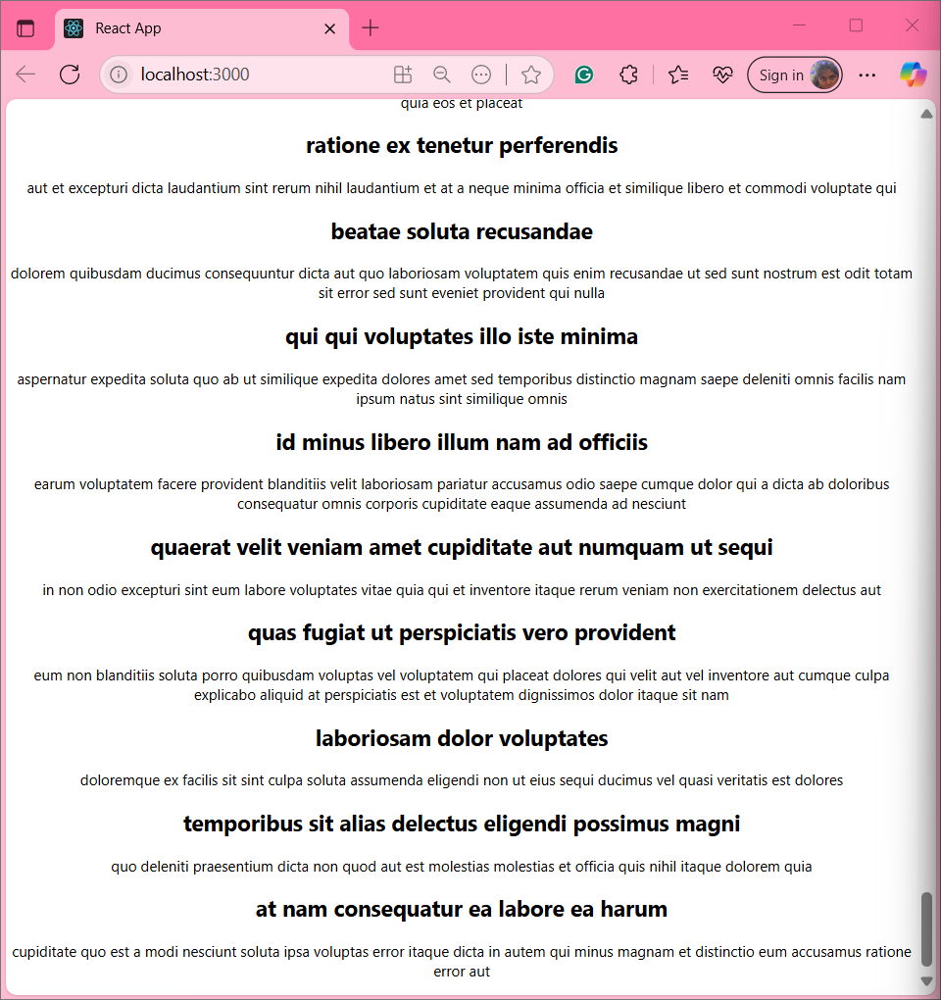 React App
localhost:3000
Sign in
quia eos et placeat
ratione ex tenetur perferendis
aut et excepturi dicta laudantium sint rerum nihil laudantium et at a neque minima officia et similique libero et commodi voluptate qui
beatae soluta recusandae
dolorem quibusdam ducimus consequuntur dicta aut quo laboriosam voluptatem quis enim recusandae ut sed sunt nostrum est odit totam
sit error sed sunt eveniet provident qui nulla
qui qui voluptates illo iste minima
aspernatur expedita soluta quo ab ut similique expedita dolores amet sed temporibus distinctio magnam saepe deleniti omnis facilis nam
ipsum natus sint similique omnis
id minus libero illum nam ad officiis
earum voluptatem facere provident blanditiis velit laboriosam pariatur accusamus odio saepe cumque dolor qui a dicta ab doloribus
consequatur omnis corporis cupiditate eaque assumenda ad nesciunt
quaerat velit veniam amet cupiditate aut numquam ut sequi
in non odio excepturi sint eum labore voluptates vitae quia qui et inventore itaque rerum veniam non exercitationem delectus aut
quas fugiat ut perspiciatis vero provident
eum non blanditiis soluta porro quibusdam voluptas vel voluptatem qui placeat dolores qui velit aut vel inventore aut cumque culpa
explicabo aliquid at perspiciatis est et voluptatem dignissimos dolor itaque sit nam
laboriosam dolor voluptates
doloremque ex facilis sit sint culpa soluta assumenda eligendi non ut eius sequi ducimus vel quasi veritatis est dolores
temporibus sit alias delectus eligendi possimus magni
quo deleniti praesentium dicta non quod aut est molestias molestias et officia quis nihil itaque dolorem quia
at nam consequatur ea labore ea harum
cupiditate quo est a modi nesciunt soluta ipsa voluptas error itaque dicta in autem qui minus magnam et distinctio eum accusamus ratione
error aut